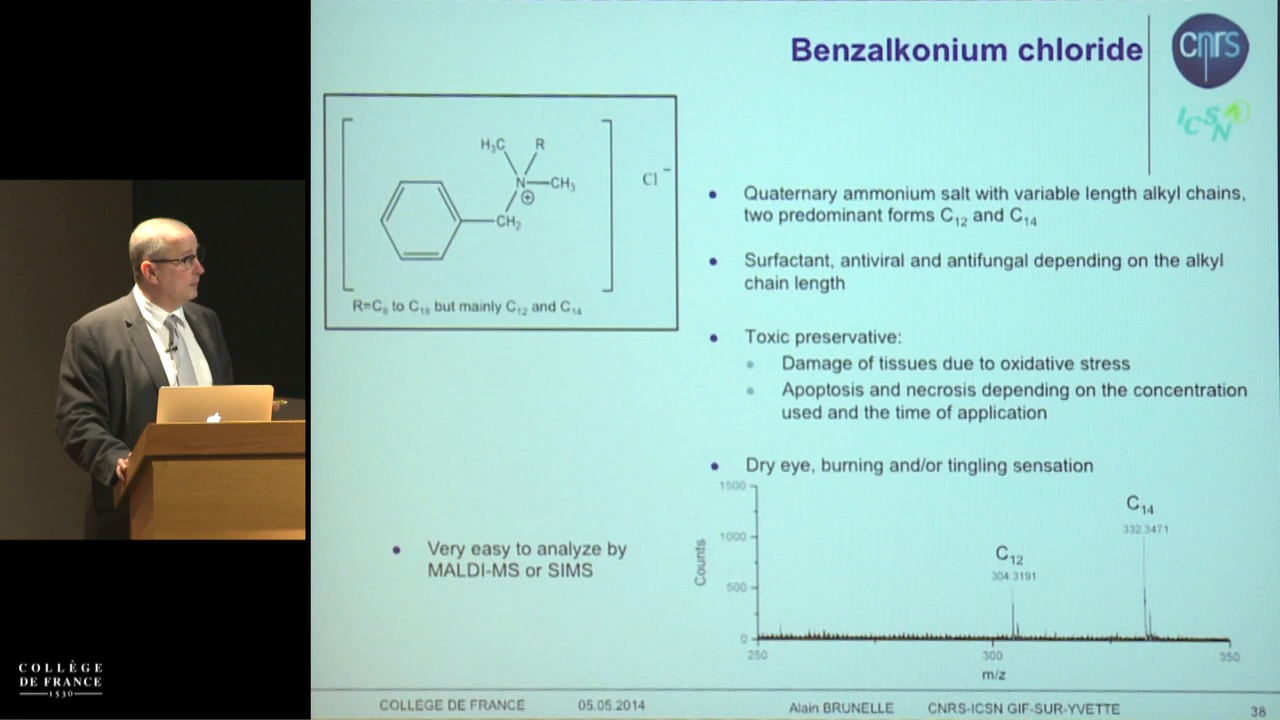 Benzalkonium chloride
cnrs
ICSN
H₃C
R
N
CH₃
⊕
CH₂
Cl⁻
R=C₈ to C₁₈ but mainly C₁₂ and C₁₄
• Quaternary ammonium salt with variable length alkyl chains,
two predominant forms C₁₂ and C₁₄
• Surfactant, antiviral and antifungal depending on the alkyl
chain length
• Toxic preservative:
• Damage of tissues due to oxidative stress
• Apoptosis and necrosis depending on the concentration
used and the time of application
• Dry eye, burning and/or tingling sensation
• Very easy to analyze by
MALDI-MS or SIMS
1500
1000
500
0
Counts
C₁₂
304.3191
C₁₄
332.3471
250
300
350
m/z
COLLÈGE DE FRANCE 05.05.2014 Alain BRUNELLE CNRS-ICSN GIF-SUR-YVETTE 38
COLLÈGE
DE FRANCE
1530